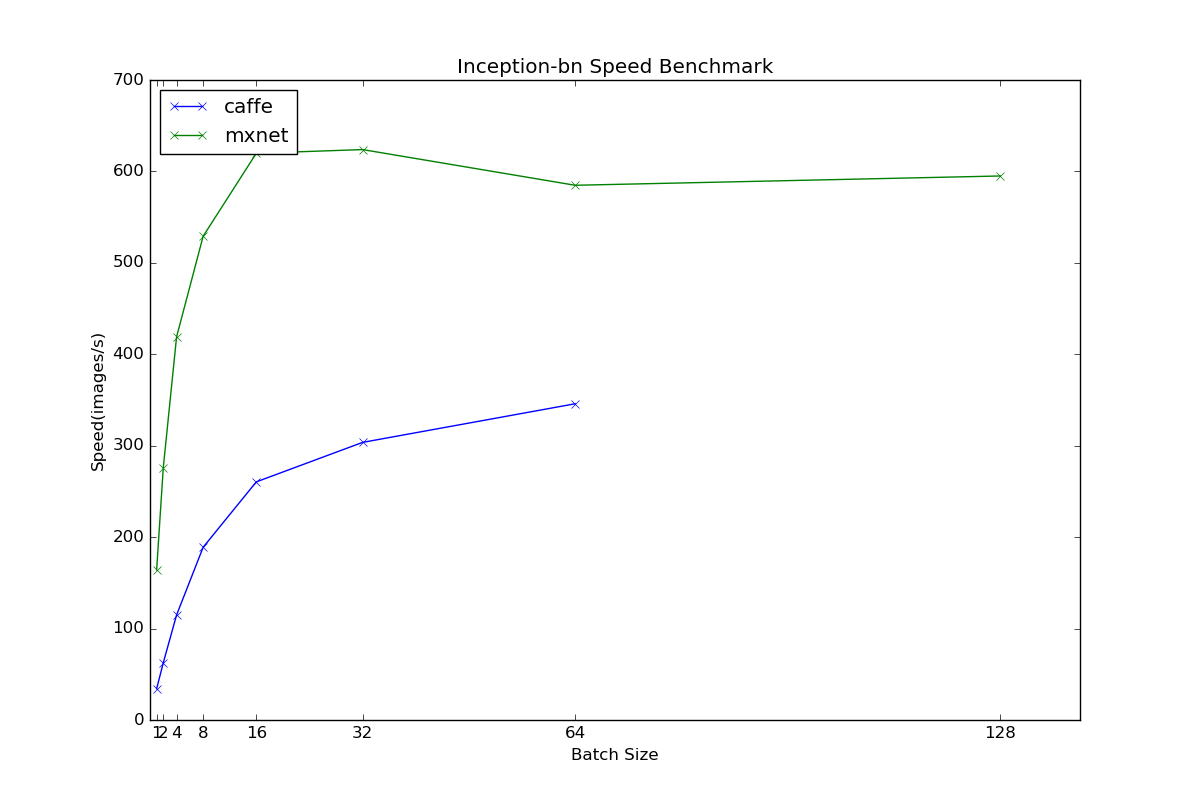 Inception-bn Speed Benchmark
700
600
500
400
300
200
100
0
Speed(images/s)
caffe
mxnet
1 2 4 8 16 32 64 128
Batch Size